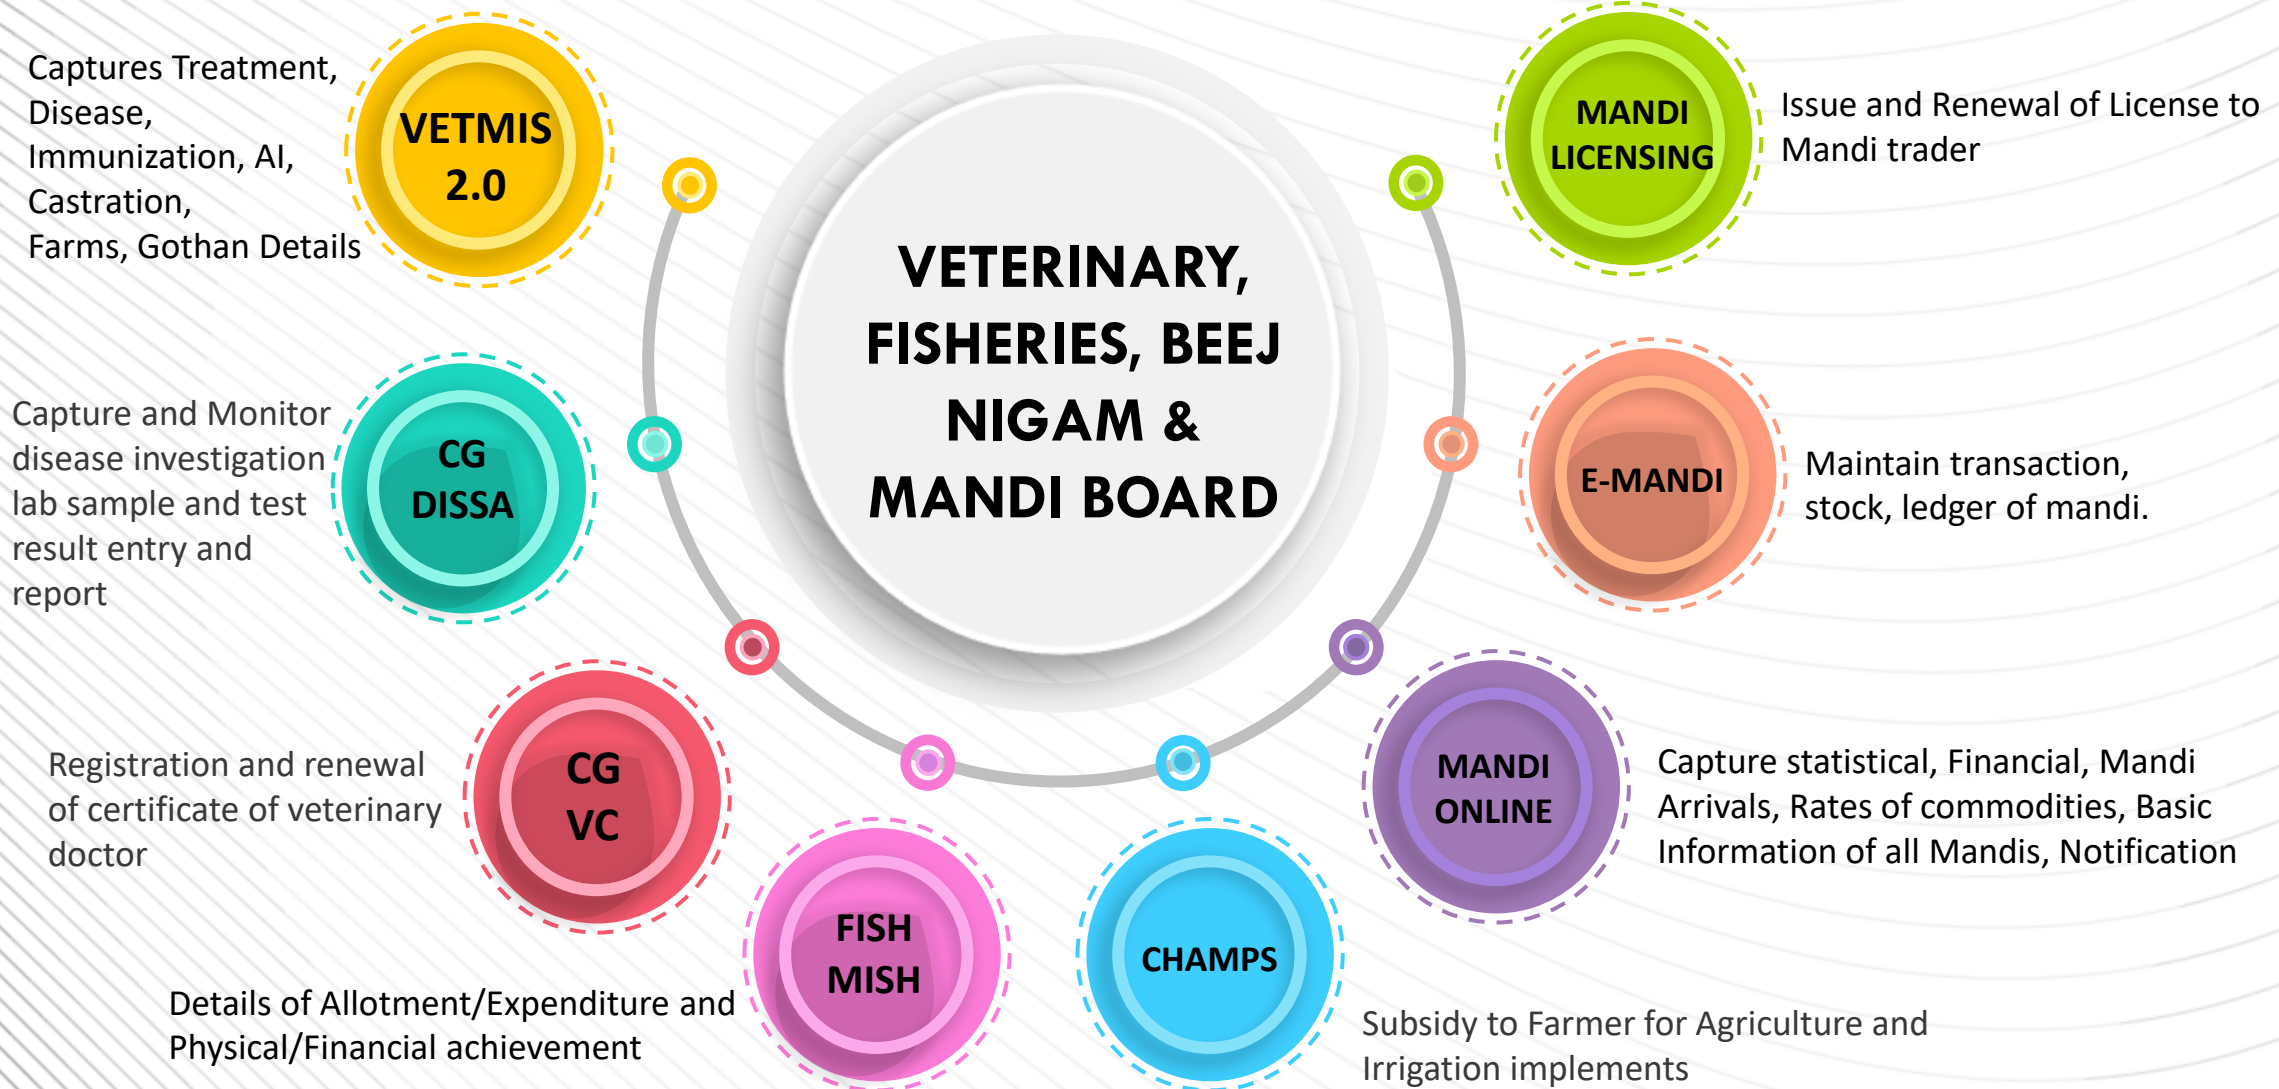 Captures Treatment,
Disease,
Immunization, AI,
Castration,
Farms, Gothan Details
VETMIS
2.0
Capture and Monitor
disease investigation
lab sample and test
result entry and
report
CG
DISSA
Registration and renewal
of certificate of veterinary
doctor
CG
VC
Details of Allotment/Expenditure and
Physical/Financial achievement
FISH
MISH
VETERINARY,
FISHERIES, BEEJ
NIGAM &
MANDI BOARD
CHAMPS
Subsidy to Farmer for Agriculture and
Irrigation implements
MANDI
ONLINE
Capture statistical, Financial, Mandi
Arrivals, Rates of commodities, Basic
Information of all Mandis, Notification
E-MANDI
Maintain transaction,
stock, ledger of mandi.
MANDI
LICENSING
Issue and Renewal of License to
Mandi trader